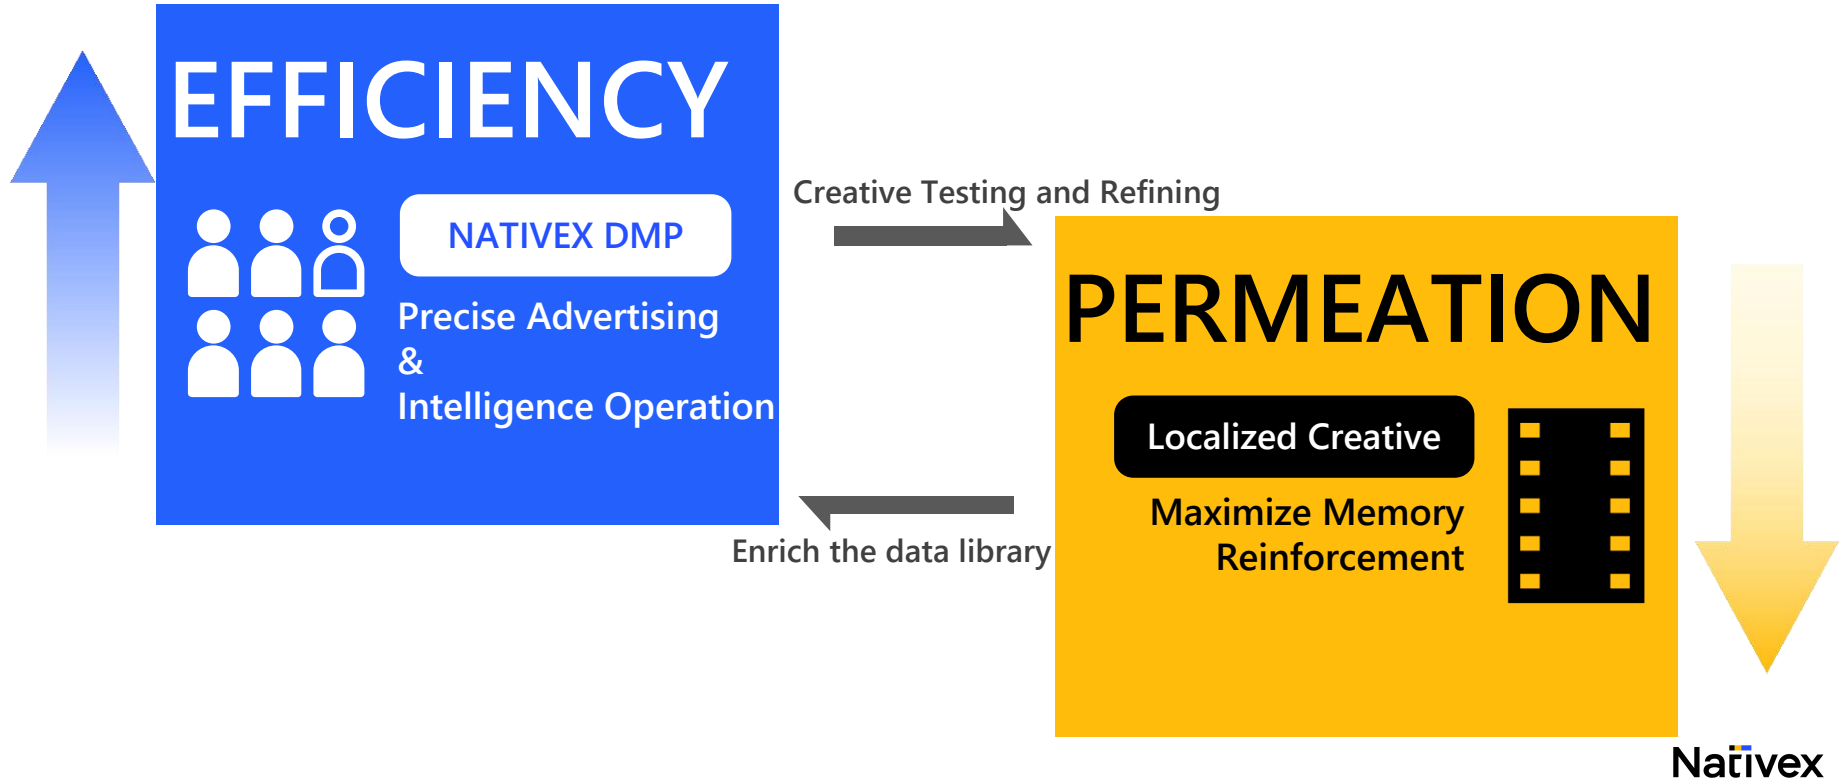 EFFICIENCY
NATIVEX DMP
Precise Advertising
&
Intelligence Operation
Creative Testing and Refining
PERMEATION
Localized Creative
Maximize Memory
Reinforcement
Enrich the data library
Nativex